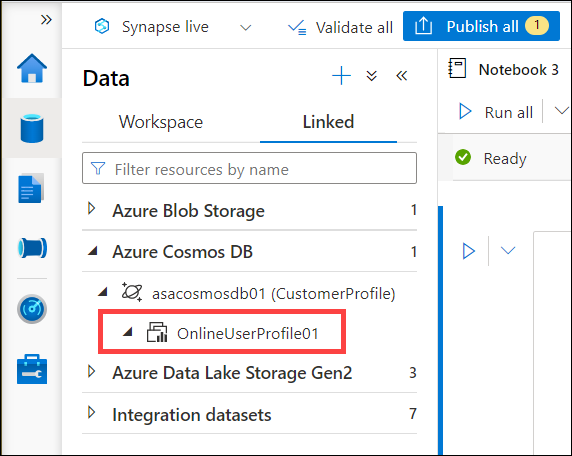 »
Synapse live
Validate all
Publish all 1
Data
Notebook 3
Workspace
Linked
Run all
Filter resources by name
Ready
Azure Blob Storage 1
Azure Cosmos DB 1
asacosmosdb01 (CustomerProfile)
OnlineUserProfile01
Azure Data Lake Storage Gen2 3
Integration datasets 7